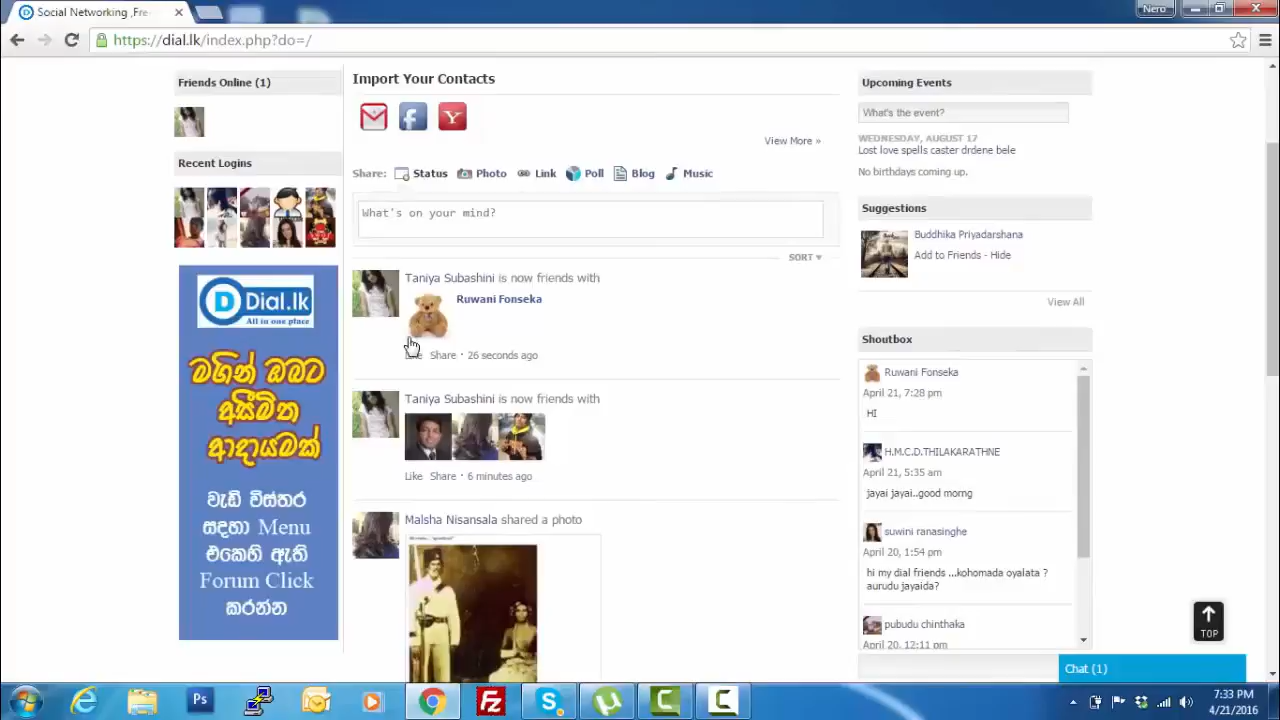 Social Networking ,Fre
Nero
https://dial.lk/index.php?do=/
Friends Online (1)
Recent Logins
Dial.lk
All in one place
මගින් ඔබට
අසීමිත
ආදායමක්
වැඩි විස්තර
සදහා Menu
එකෙහි ඇති
Forum Click
කරන්න
Import Your Contacts
View More »
Share: Status Photo Link Poll Blog Music
What's on your mind?
SORT
Taniya Subashini is now friends with
Ruwani Fonseka
Like Share · 26 seconds ago
Taniya Subashini is now friends with
Like Share · 6 minutes ago
Malsha Nisansala shared a photo
Upcoming Events
What's the event?
WEDNESDAY, AUGUST 17
Lost love spells caster drdene bele
No birthdays coming up.
Suggestions
Buddhika Priyadarshana
Add to Friends - Hide
View All
Shoutbox
Ruwani Fonseka
April 21, 7:28 pm
HI
H.M.C.D.THILAKARATHNE
April 21, 5:35 am
jayai jayai..good morng
suwini ranasinghe
April 20, 1:54 pm
hi my dial friends ...kohomada oyalata ?
aurudu jayaida?
pubudu chinthaka
April 20, 12:11 pm
TOP
Chat (1)
Ps
7:33 PM
4/21/2016